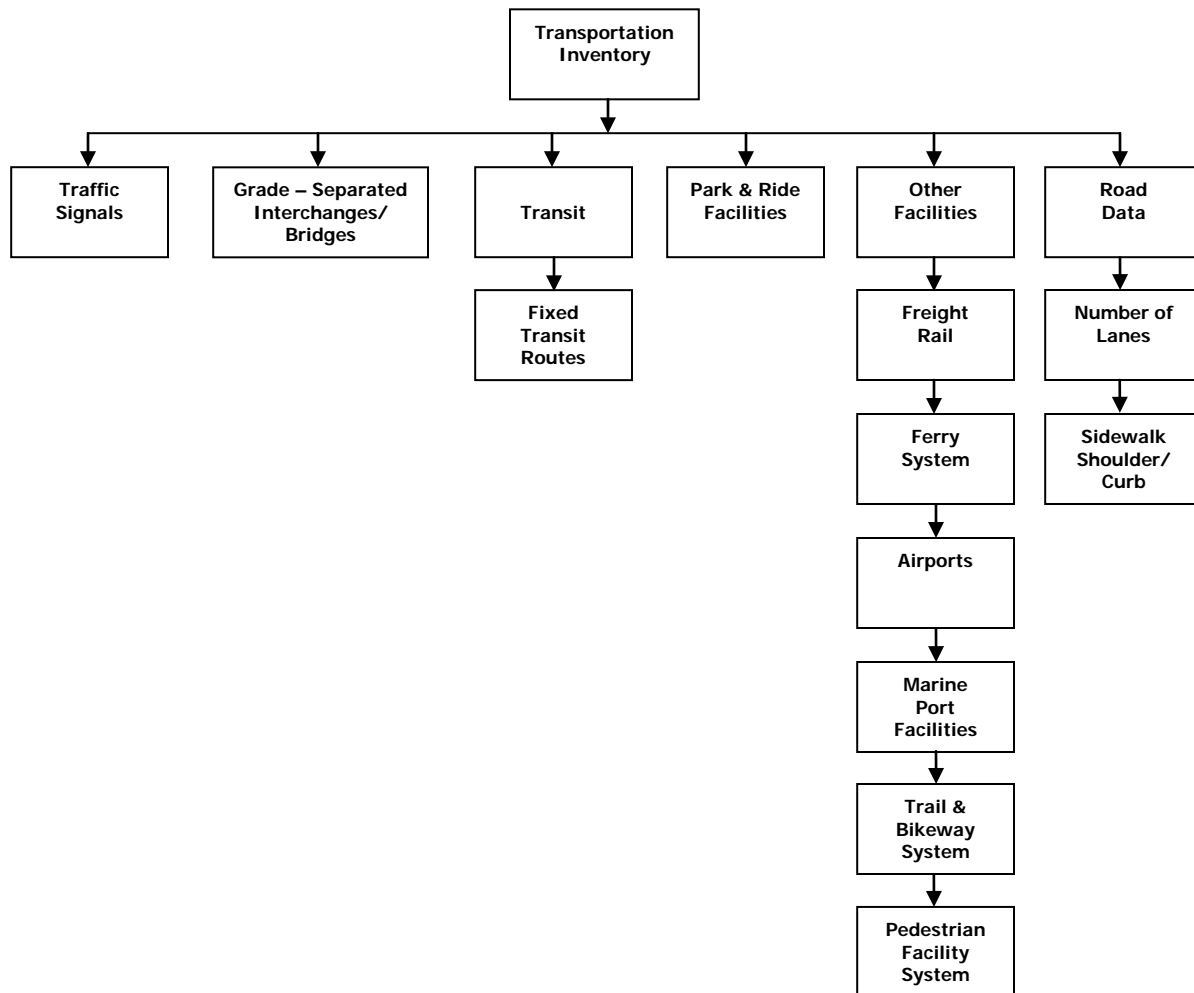 Transportation
Inventory
Traffic
Signals
Grade – Separated
Interchanges/
Bridges
Transit
Park & Ride
Facilities
Other
Facilities
Road
Data
Fixed
Transit
Routes
Freight
Rail
Number of
Lanes
Ferry
System
Sidewalk
Shoulder/
Curb
Airports
Marine
Port
Facilities
Trail &
Bikeway
System
Pedestrian
Facility
System